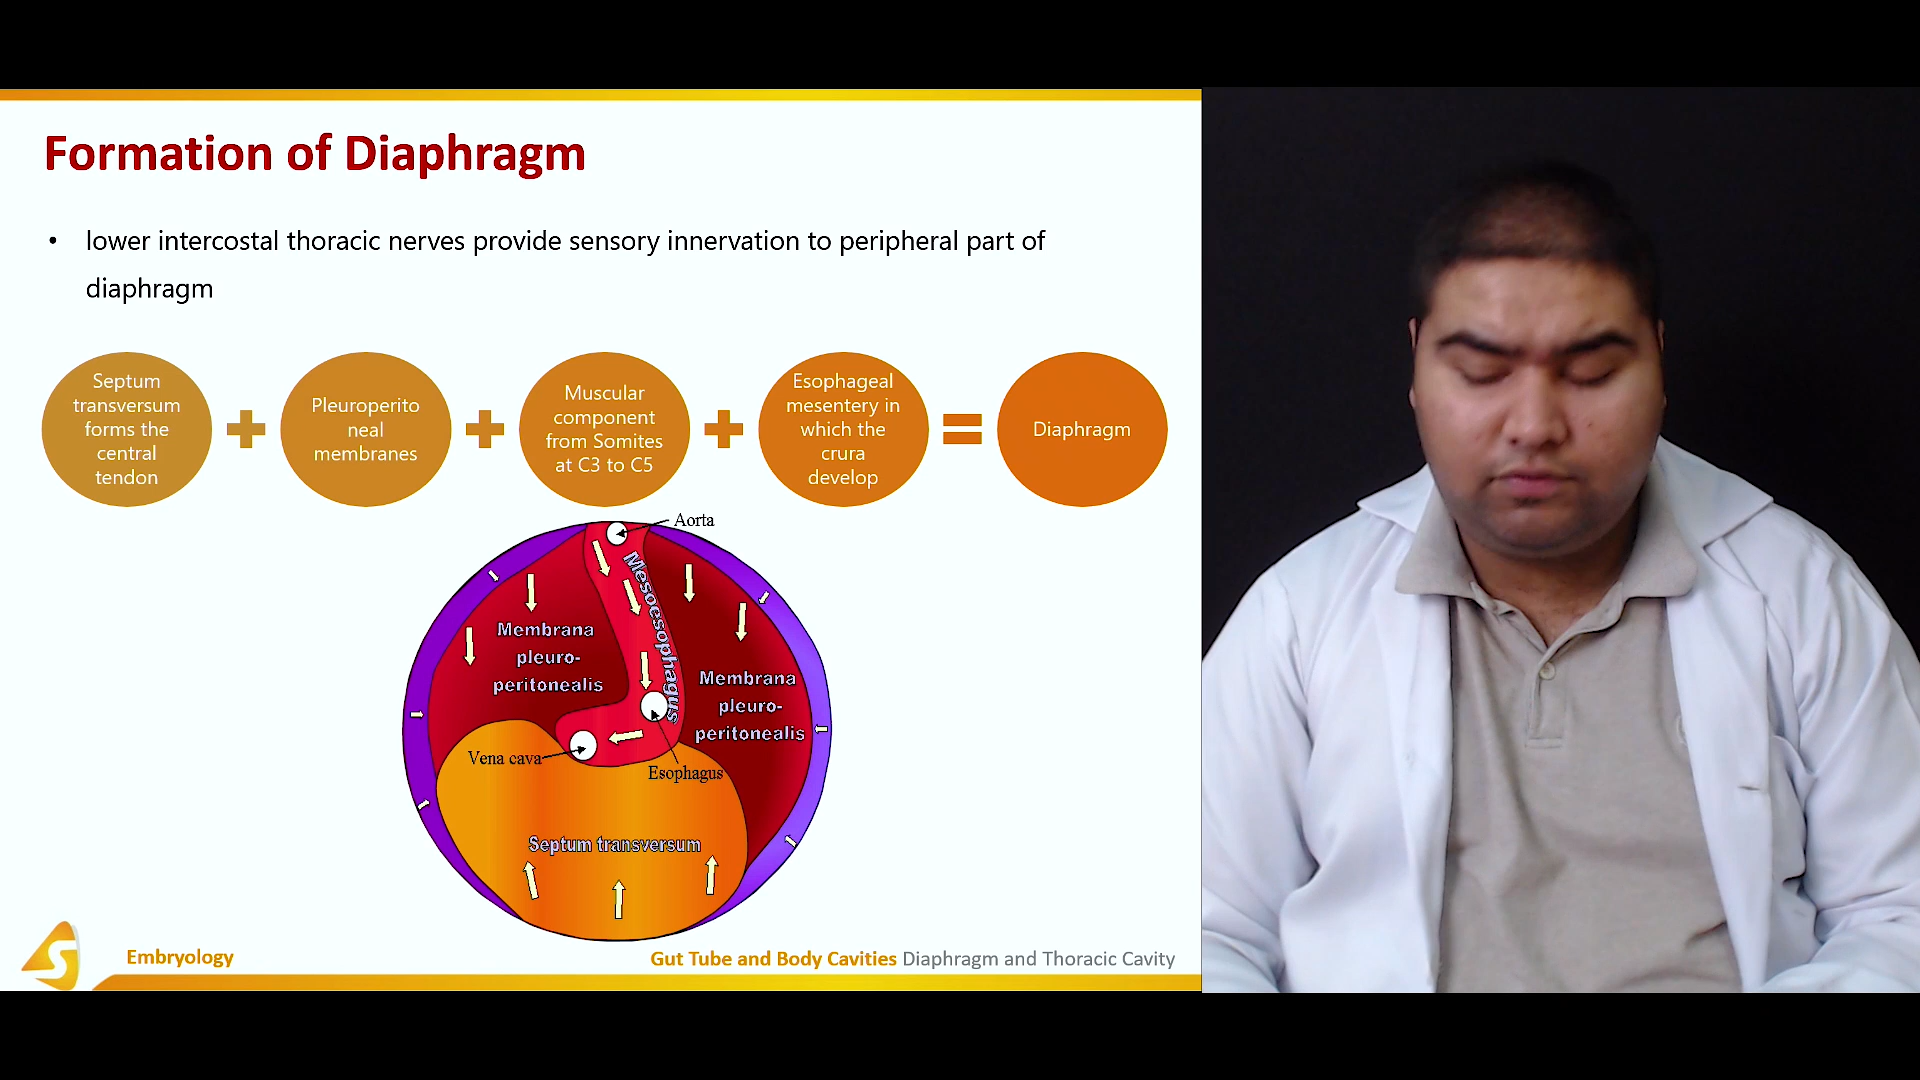 Formation of Diaphragm
• lower intercostal thoracic nerves provide sensory innervation to peripheral part of
diaphragm
Septum
transversum
forms the
central
tendon
Pleuroperito
neal
membranes
Muscular
component
from Somites
at C3 to C5
Esophageal
mesentery in
which the
crura
develop
Diaphragm
Aorta
Mesoesophagus
Membrana
pleuro-
peritonealis
Membrana
pleuro-
peritonealis
Vena cava
Esophagus
Septum transversum
S
Embryology
Gut Tube and Body Cavities Diaphragm and Thoracic Cavity